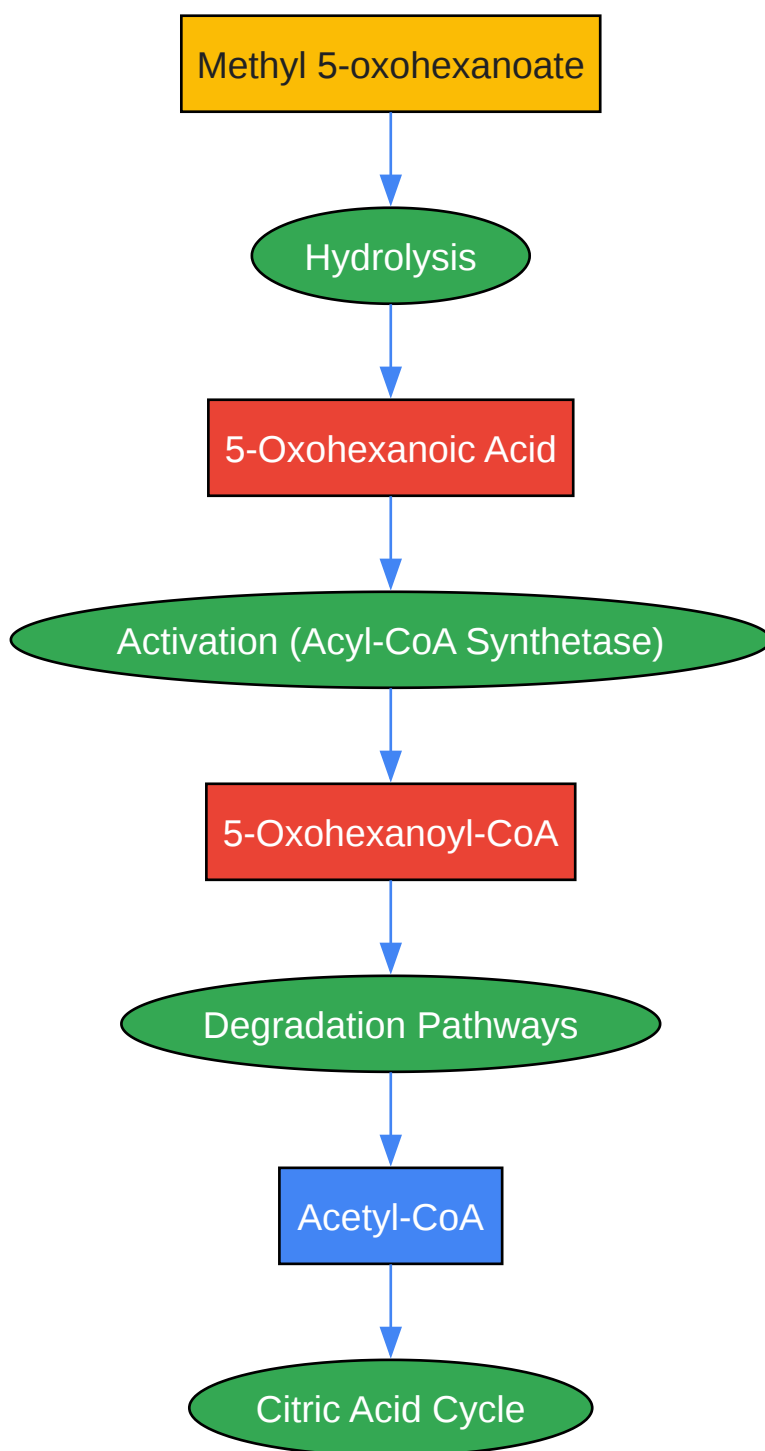 Methyl 5-oxohexanoate
Hydrolysis
5-Oxohexanoic Acid
Activation (Acyl-CoA Synthetase)
5-Oxohexanoyl-CoA
Degradation Pathways
Acetyl-CoA
Citric Acid Cycle